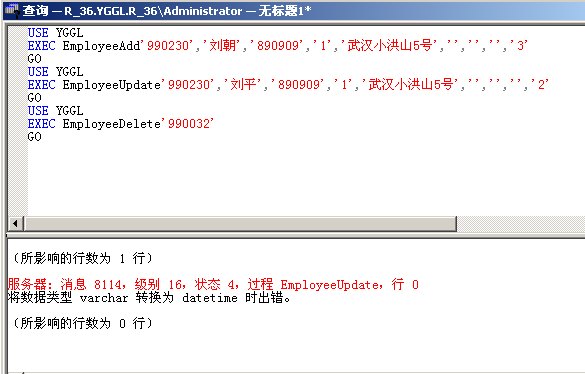 查询 — R_36.YGGL.R_36\Administrator — 无标题1*
USE YGGL
EXEC EmployeeAdd'990230','刘朝','890909','1','武汉小洪山5号','','','','3'
GO
USE YGGL
EXEC EmployeeUpdate'990230','刘平','890909','1','武汉小洪山5号','','','','2'
GO
USE YGGL
EXEC EmployeeDelete'990032'
GO
（所影响的行数为 1 行）
服务器: 消息 8114，级别 16，状态 4，过程 EmployeeUpdate，行 0
将数据类型 varchar 转换为 datetime 时出错。
（所影响的行数为 0 行）